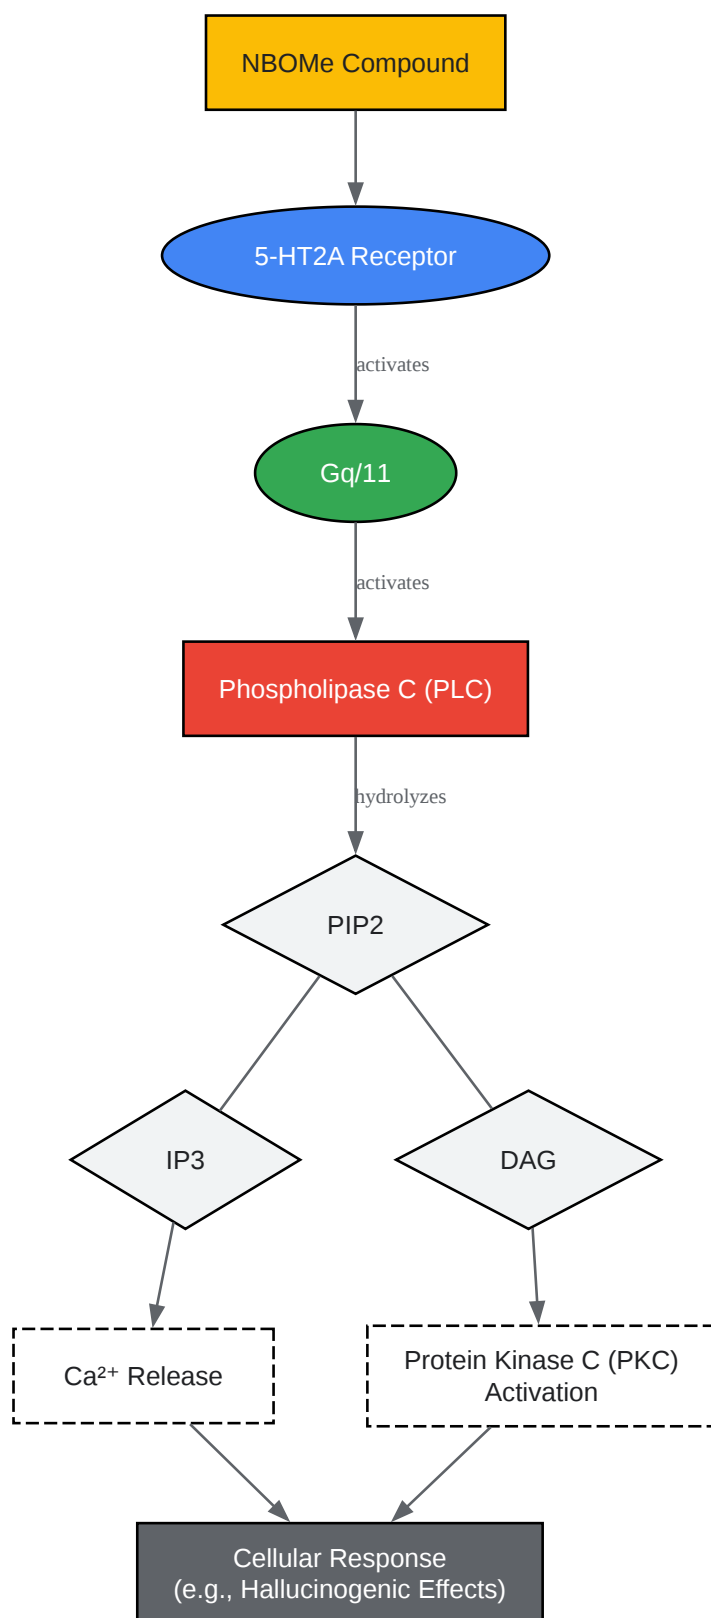 NBOMe Compound
5-HT2A Receptor
activates
Gq/11
activates
Phospholipase C (PLC)
hydrolyzes
PIP2
IP3
DAG
Ca²⁺ Release
Protein Kinase C (PKC)
Activation
Cellular Response
(e.g., Hallucinogenic Effects)